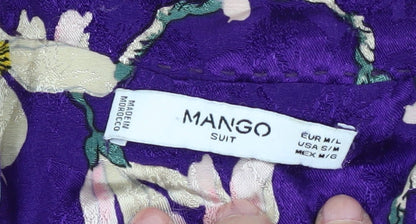 MADE IN
MOROCCO
MANGO
SUIT
EUR M/L
USA S/M
MEX M/G